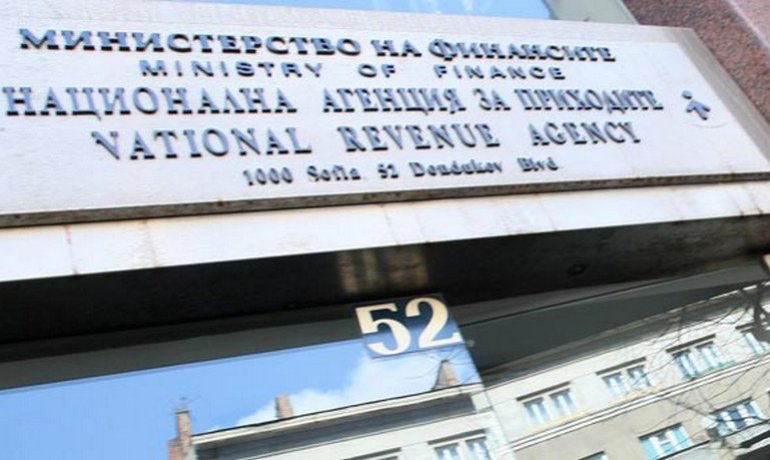 МИНИСТЕРСТВО НА ФИНАНСИТЕ
MINISTRY OF FINANCE
НАЦИОНАЛНА АГЕНЦИЯ ЗА ПРИХОДИТЕ
NATIONAL REVENUE AGENCY
1000 Sofia 52 Dondukov Blvd
52